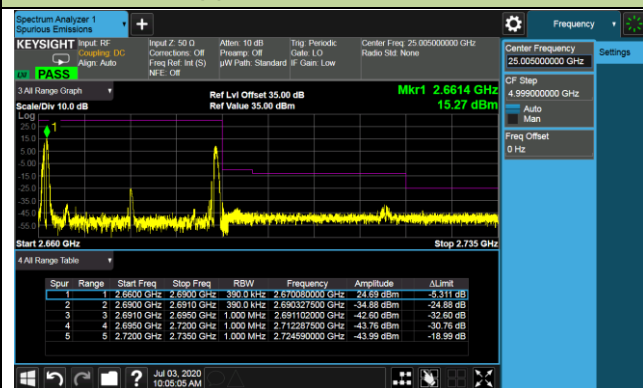 Spectrum Analyzer 1
Spurious Emissions
+
Frequency
KEYSIGHT
Input: RF
Coupling: DC
Align: Auto
Input Z: 50 Ω
Corrections: Off
Freq Ref: Int (S)
NFE: Off
Atten: 10 dB
Preamp: Off
µW Path: Standard
Trig: Periodic
Gate: LO
IF Gain: Low
Center Freq: 25.005000000 GHz
Radio Std: None
LXI
PASS
3 All Range Graph
Scale/Div 10.0 dB
Ref Lvl Offset 35.00 dB
Ref Value 35.00 dBm
Mkr1 2.6614 GHz
15.27 dBm
Log
25.0
15.0
5.00
-5.00
-15.0
-25.0
-35.0
-45.0
-55.0
1
Start 2.660 GHz
Stop 2.735 GHz
4 All Range Table
Spur Range Start Freq Stop Freq RBW Frequency Amplitude ΔLimit
1 1 2.6600 GHz 2.6900 GHz 390.0 kHz 2.670080000 GHz 24.69 dBm -5.311 dB
2 2 2.6900 GHz 2.6910 GHz 390.0 kHz 2.690327500 GHz -34.88 dBm -24.88 dB
3 3 2.6910 GHz 2.6950 GHz 1.000 MHz 2.691102000 GHz -42.60 dBm -32.60 dB
4 4 2.6950 GHz 2.7200 GHz 1.000 MHz 2.712287500 GHz -43.76 dBm -30.76 dB
5 5 2.7200 GHz 2.7350 GHz 1.000 MHz 2.724590000 GHz -43.99 dBm -18.99 dB
Center Frequency
25.005000000 GHz
Settings
CF Step
4.999000000 GHz
Auto
Man
Freq Offset
0 Hz
?
Jul 03, 2020
10:05:05 AM